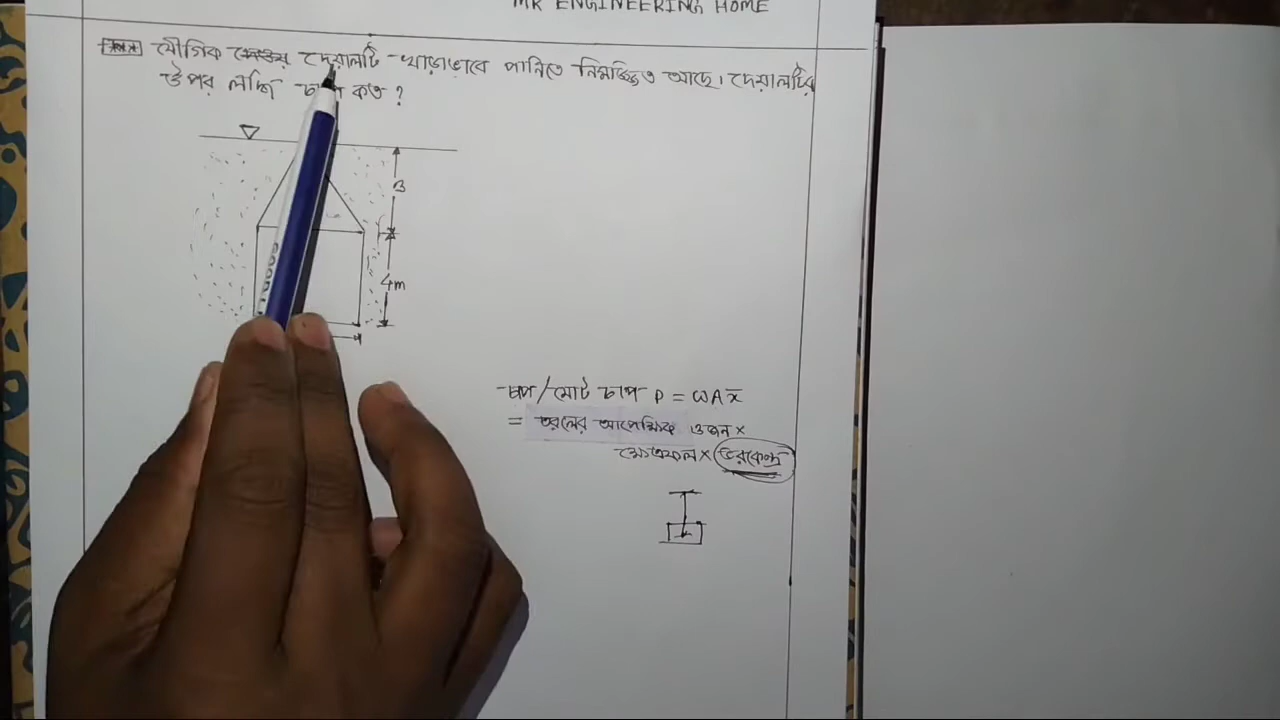 MR ENGINEERING HOME
*** যৌগিক দেয়ালটি খাড়াভাবে পানিতে নিমজ্জিত আছে। দেয়ালটির
উপর লব্ধি কত ?
3
4m
/মোট চাপ P = ωAx̄
= তরলের আপেক্ষিক ওজন ×
ক্ষেত্রফল × ভরকেন্দ্র